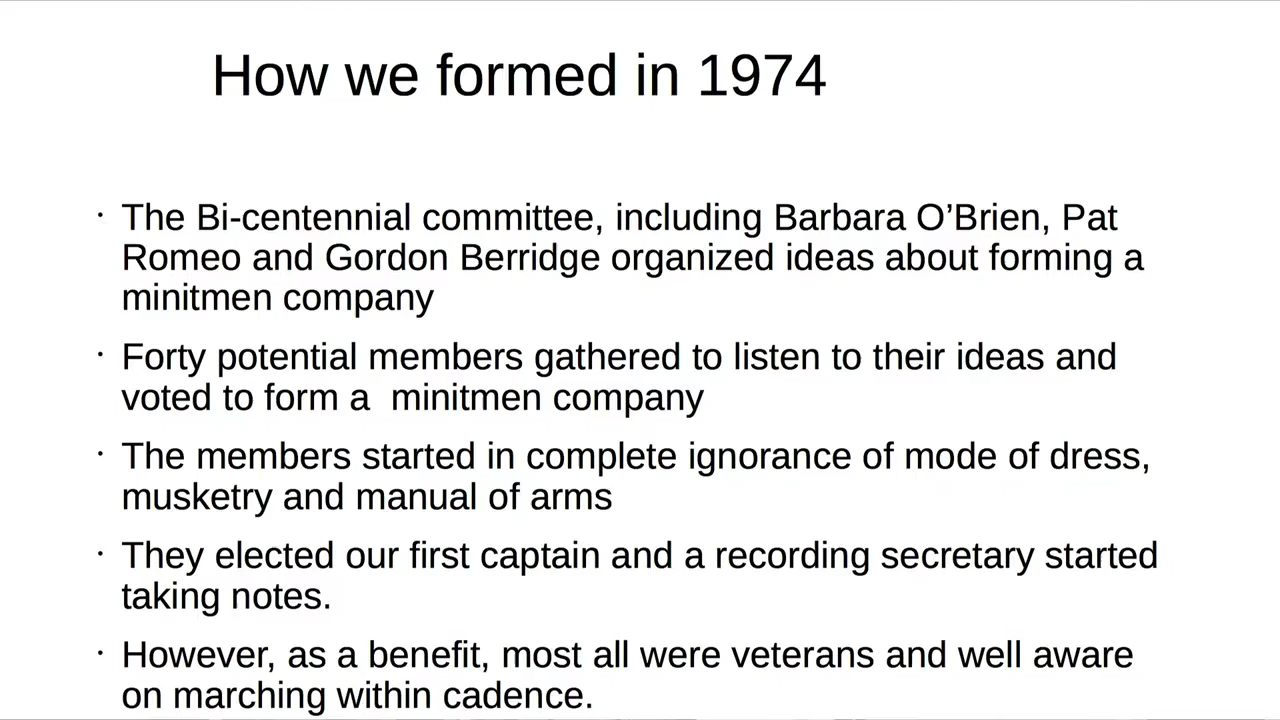 How we formed in 1974
· The Bi-centennial committee, including Barbara O’Brien, Pat
Romeo and Gordon Berridge organized ideas about forming a
minitmen company
· Forty potential members gathered to listen to their ideas and
voted to form a  minitmen company
· The members started in complete ignorance of mode of dress,
musketry and manual of arms
· They elected our first captain and a recording secretary started
taking notes.
· However, as a benefit, most all were veterans and well aware
on marching within cadence.